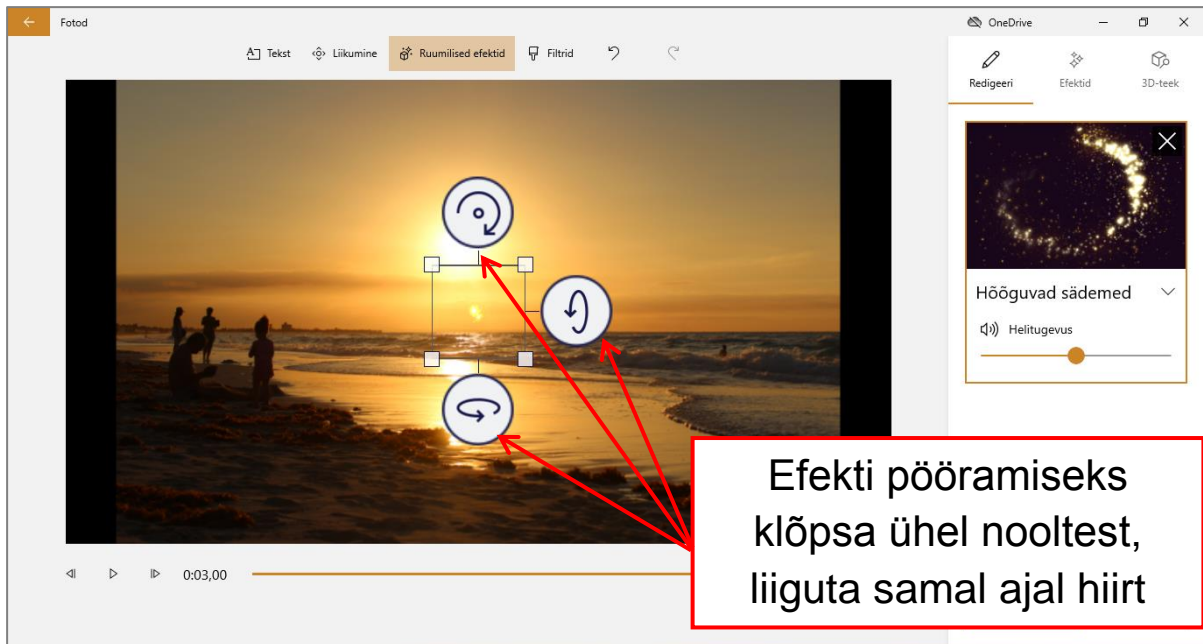 Fotod
OneDrive
Tekst Liikumine Ruumilised efektid Filtrid
Redigeeri Efektid 3D-teek
Hõõguvad sädemed
Helitugevus
0:03,00
Efekti pööramiseks
klõpsa ühel nooltest,
liiguta samal ajal hiirt